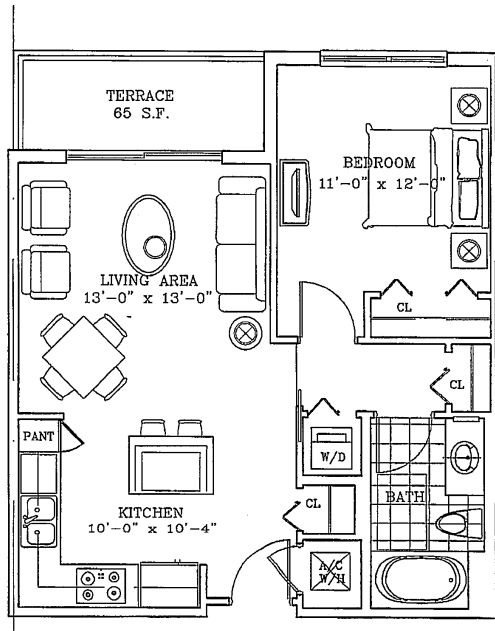 TERRACE
65 S.F.
BEDROOM
11'-0" x 12'-0"
LIVING AREA
13'-0" x 13'-0"
CL
CL
PANT
W/D
BATH
CL
KITCHEN
10'-0" x 10'-4"
A/C
W/H